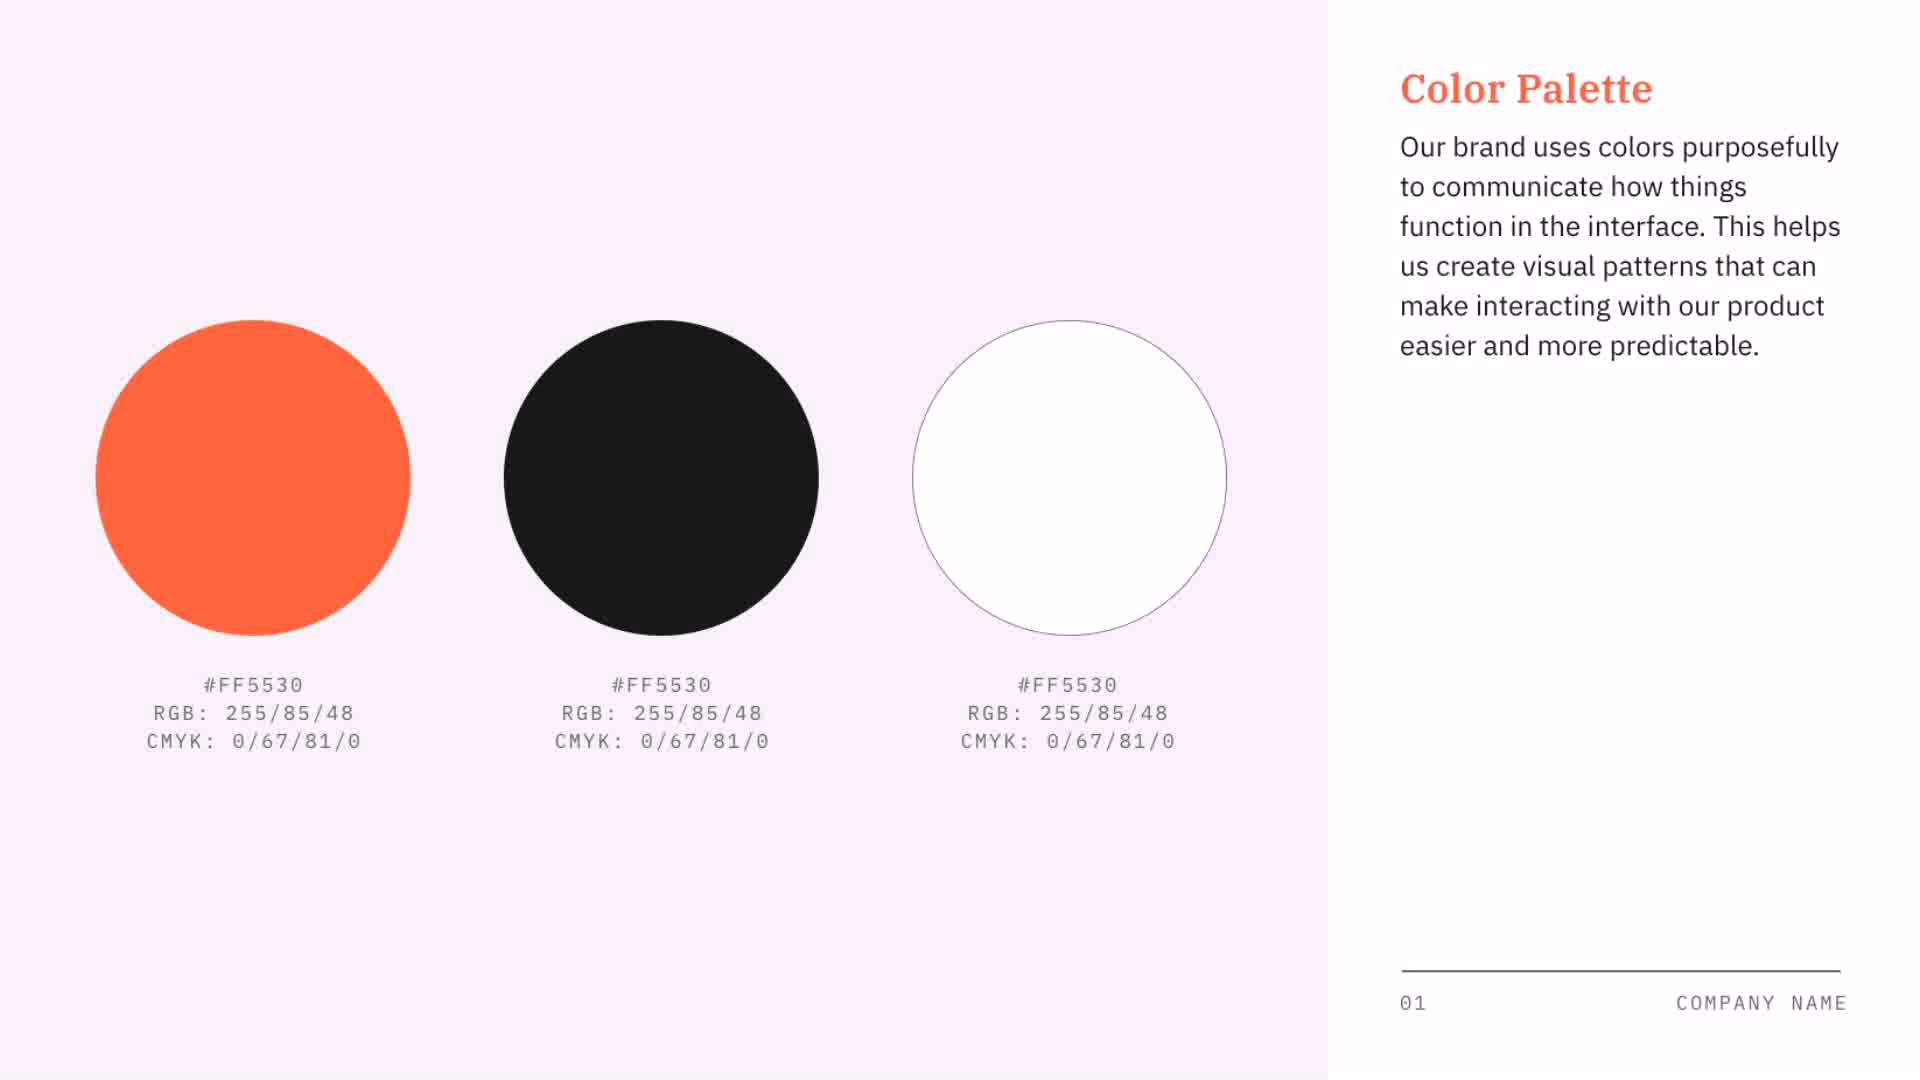 Color Palette
Our brand uses colors purposefully
to communicate how things
function in the interface. This helps
us create visual patterns that can
make interacting with our product
easier and more predictable.
#FF5530
RGB: 255/85/48
CMYK: 0/67/81/0
#FF5530
RGB: 255/85/48
CMYK: 0/67/81/0
#FF5530
RGB: 255/85/48
CMYK: 0/67/81/0
01
COMPANY NAME